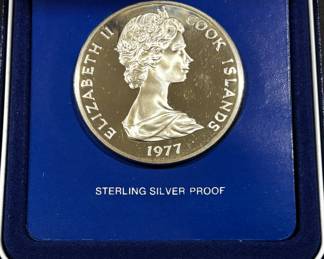 ELIZABETH II
COOK ISLANDS
1977
STERLING SILVER PROOF